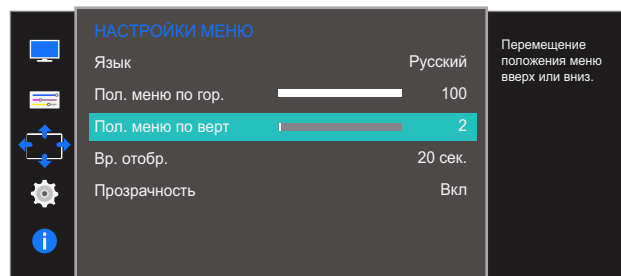 НАСТРОЙКИ МЕНЮ
Язык Русский
Пол. меню по гор. 100
Пол. меню по верт 2
Вр. отобр. 20 сек.
Прозрачность Вкл
Перемещение
положения меню
вверх или вниз.